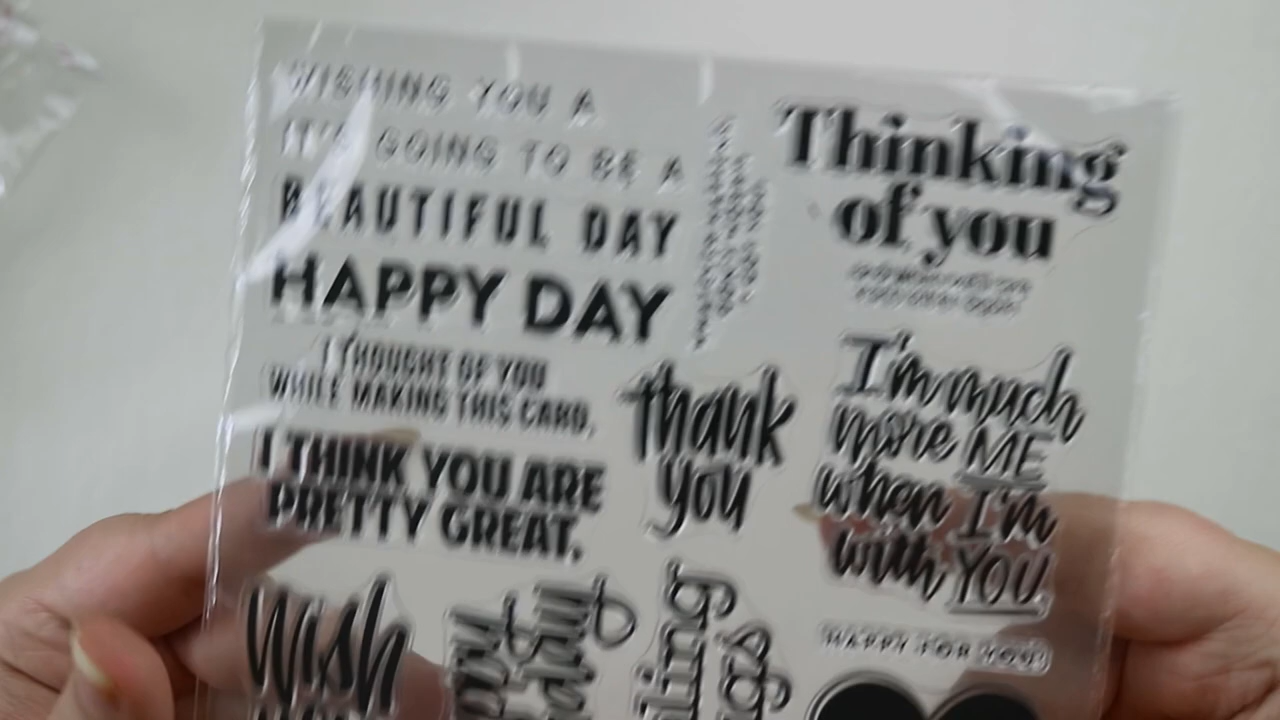 WISHING YOU A
IT'S GOING TO BE A
BEAUTIFUL DAY
HAPPY DAY
I THOUGHT OF YOU
WHILE MAKING THIS CARD.
I THINK YOU ARE
PRETTY GREAT.
Thinking
of you
thank
you
I'm much
more ME
when I'm
with YOU.
HAPPY FOR YOU!
wish